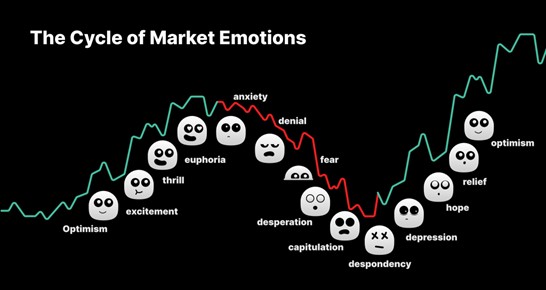 The Cycle of Market Emotions
Optimism
excitement
thrill
euphoria
anxiety
denial
fear
desperation
capitulation
despondency
depression
hope
relief
optimism